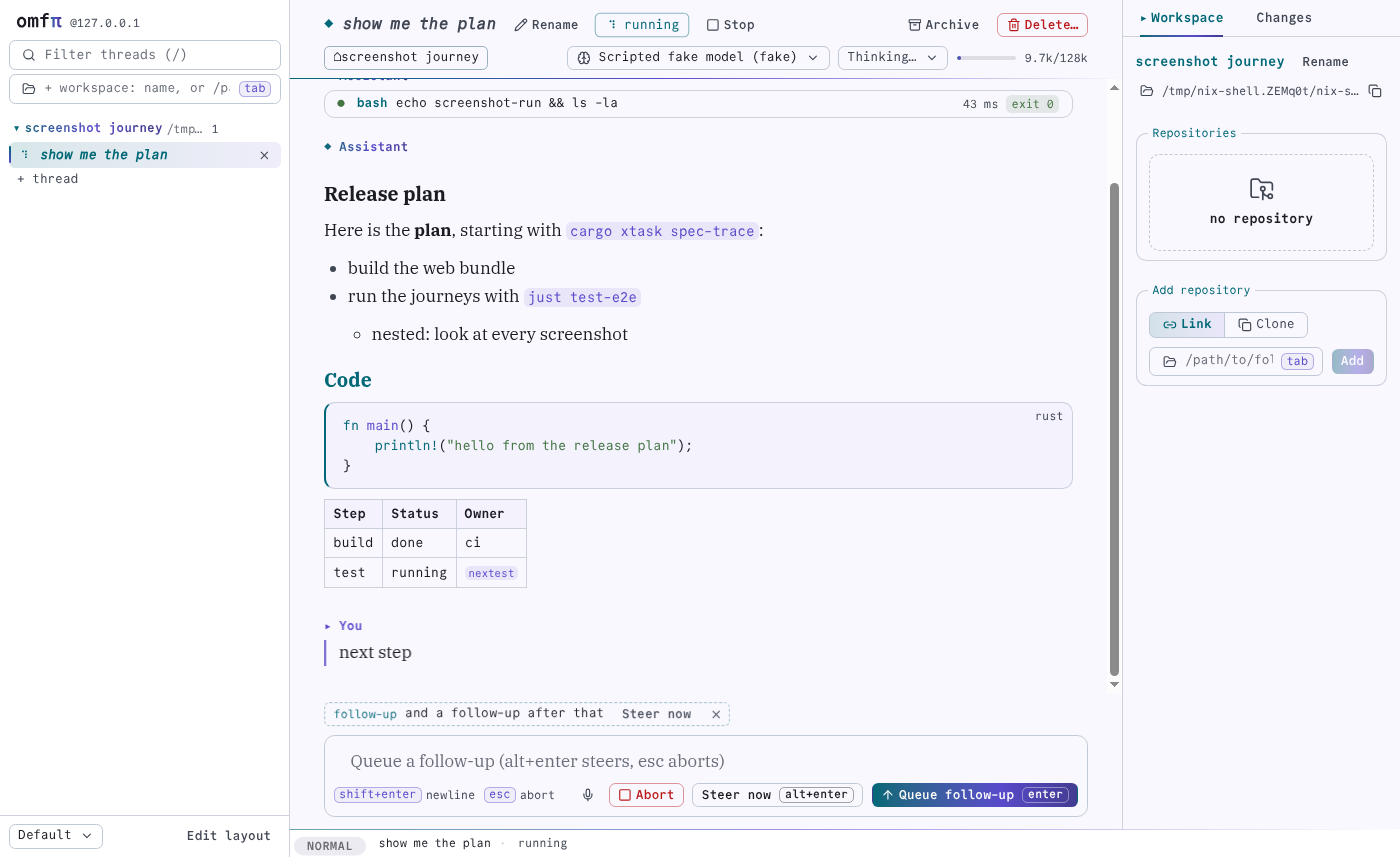 omfπ @127.0.0.1
Filter threads (/)
+ workspace: name, or /pa tab
▾ screenshot journey /tmp… 1
show me the plan
+ thread
Default
Edit layout
show me the plan Rename running Stop Archive Delete…
screenshot journey Scripted fake model (fake) Thinking… 9.7k/128k
bash echo screenshot-run && ls -la 43 ms exit 0
Assistant
Release plan
Here is the plan, starting with cargo xtask spec-trace:
• build the web bundle
• run the journeys with just test-e2e
◦ nested: look at every screenshot
Code
rust
fn main() {
    println!("hello from the release plan");
}
Step Status Owner
build done ci
test running nextest
▸ You
next step
follow-up and a follow-up after that Steer now
Queue a follow-up (alt+enter steers, esc aborts)
shift+enter newline esc abort Abort Steer now alt+enter Queue follow-up enter
NORMAL show me the plan · running
▸ Workspace Changes
screenshot journey Rename
/tmp/nix-shell.ZEMq0t/nix-s…
Repositories
no repository
Add repository
Link Clone
/path/to/fol tab Add